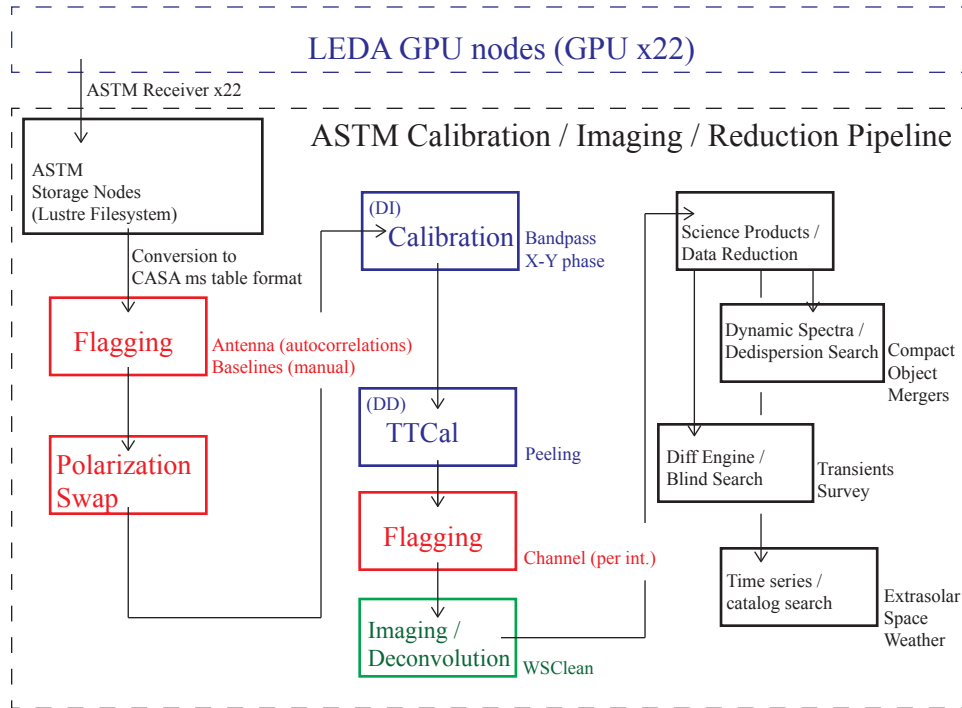 LEDA GPU nodes (GPU x22)
ASTM Receiver x22
ASTM Calibration / Imaging / Reduction Pipeline
ASTM
Storage Nodes
(Lustre Filesystem)
Conversion to
CASA ms table format
Flagging
Antenna (autocorrelations)
Baselines (manual)
Polarization
Swap
(DI)
Calibration
Bandpass
X-Y phase
(DD)
TTCal
Peeling
Flagging
Channel (per int.)
Imaging /
Deconvolution
WSClean
Science Products /
Data Reduction
Dynamic Spectra /
Dedispersion Search
Compact
Object
Mergers
Diff Engine /
Blind Search
Transients
Survey
Time series /
catalog search
Extrasolar
Space
Weather